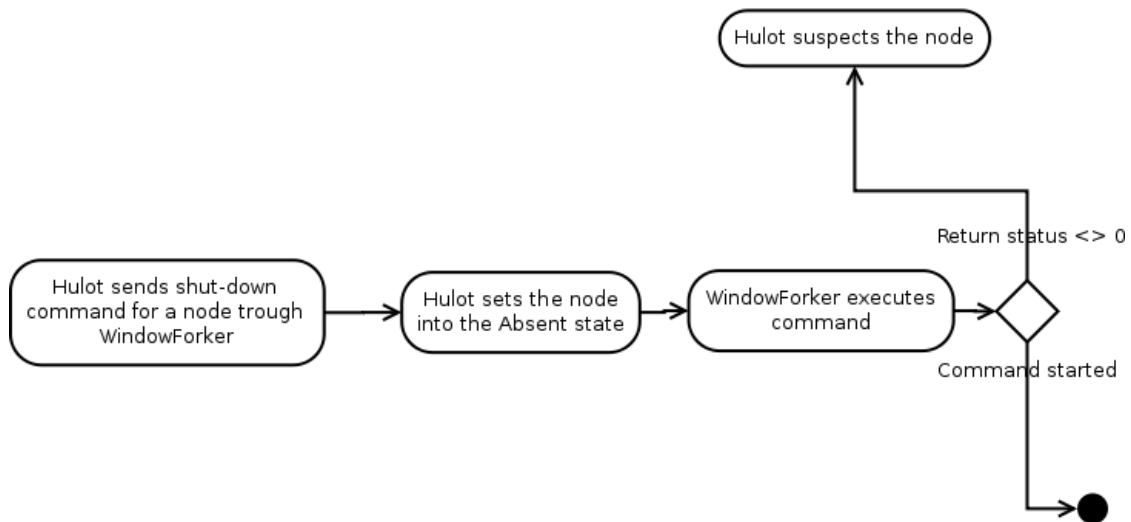 Hulot suspects the node
Return status <> 0
Hulot sends shut-down
command for a node trough
WindowForker
Hulot sets the node
into the Absent state
WindowForker executes
command
Command started